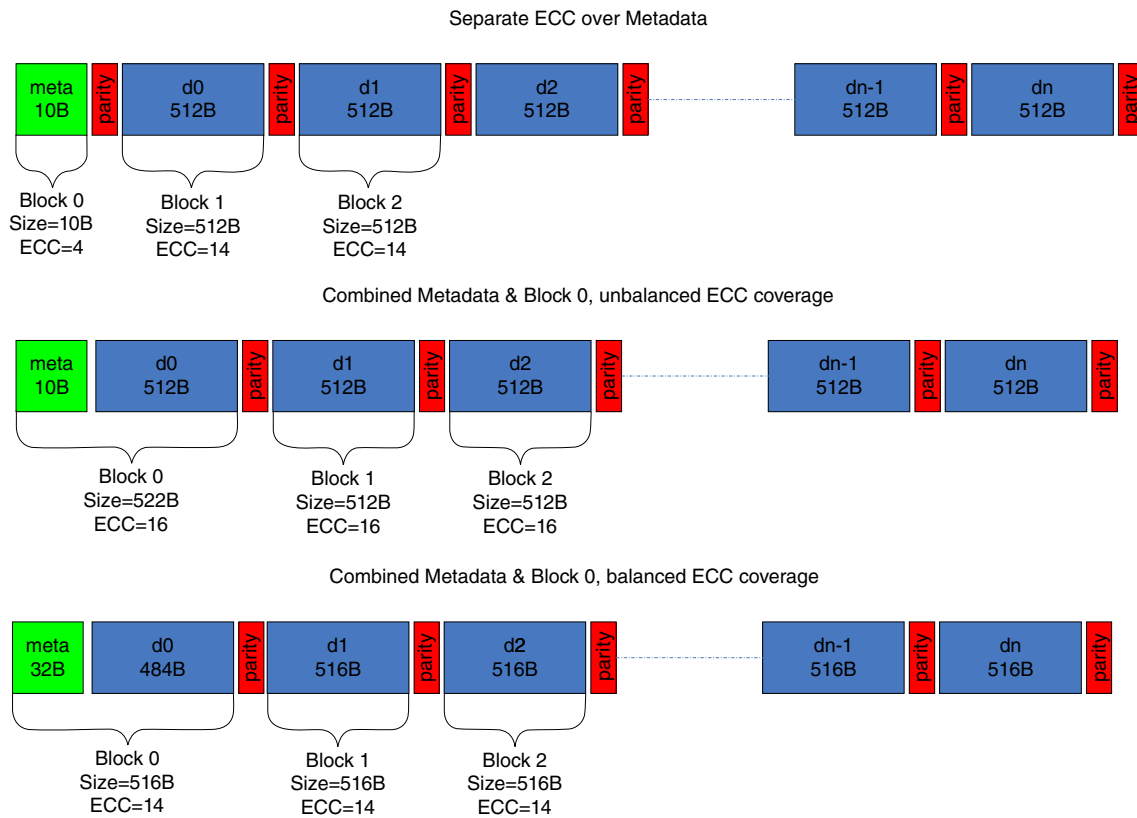 Separate ECC over Metadata
meta
10B
parity
d0
512B
parity
d1
512B
parity
d2
512B
parity
dn-1
512B
parity
dn
512B
parity
Block 0
Size=10B
ECC=4
Block 1
Size=512B
ECC=14
Block 2
Size=512B
ECC=14
Combined Metadata & Block 0, unbalanced ECC coverage
meta
10B
d0
512B
parity
d1
512B
parity
d2
512B
parity
dn-1
512B
parity
dn
512B
parity
Block 0
Size=522B
ECC=16
Block 1
Size=512B
ECC=16
Block 2
Size=512B
ECC=16
Combined Metadata & Block 0, balanced ECC coverage
meta
32B
d0
484B
parity
d1
516B
parity
d2
516B
parity
dn-1
516B
parity
dn
516B
parity
Block 0
Size=516B
ECC=14
Block 1
Size=516B
ECC=14
Block 2
Size=516B
ECC=14